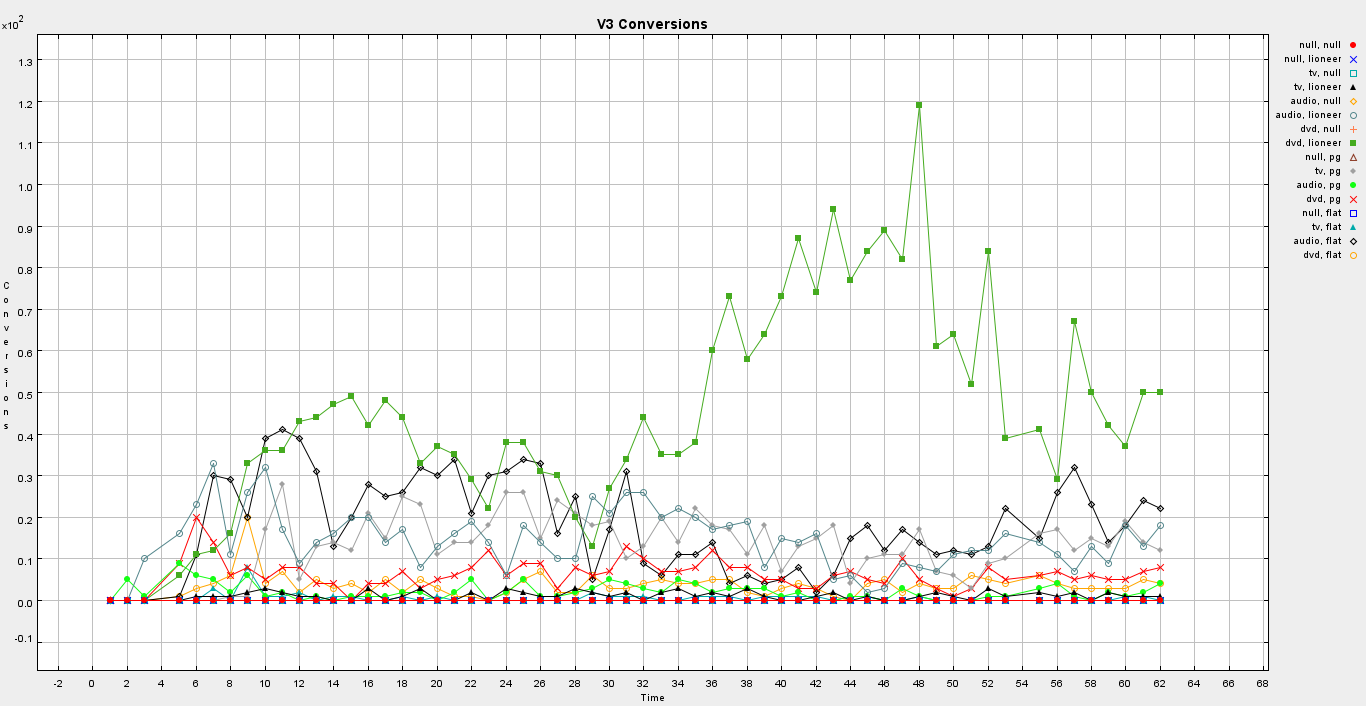 V3 Conversions
x10²
1.3
1.2
1.1
1.0
0.9
0.8
0.7
0.6
0.5
0.4
0.3
0.2
0.1
0.0
-0.1
Conversions
-2 0 2 4 6 8 10 12 14 16 18 20 22 24 26 28 30 32 34 36 38 40 42 44 46 48 50 52 54 56 58 60 62 64 66 68
Time
null, null
null, lioneer
tv, null
tv, lioneer
audio, null
audio, lioneer
dvd, null
dvd, lioneer
null, pg
tv, pg
audio, pg
dvd, pg
null, flat
tv, flat
audio, flat
dvd, flat